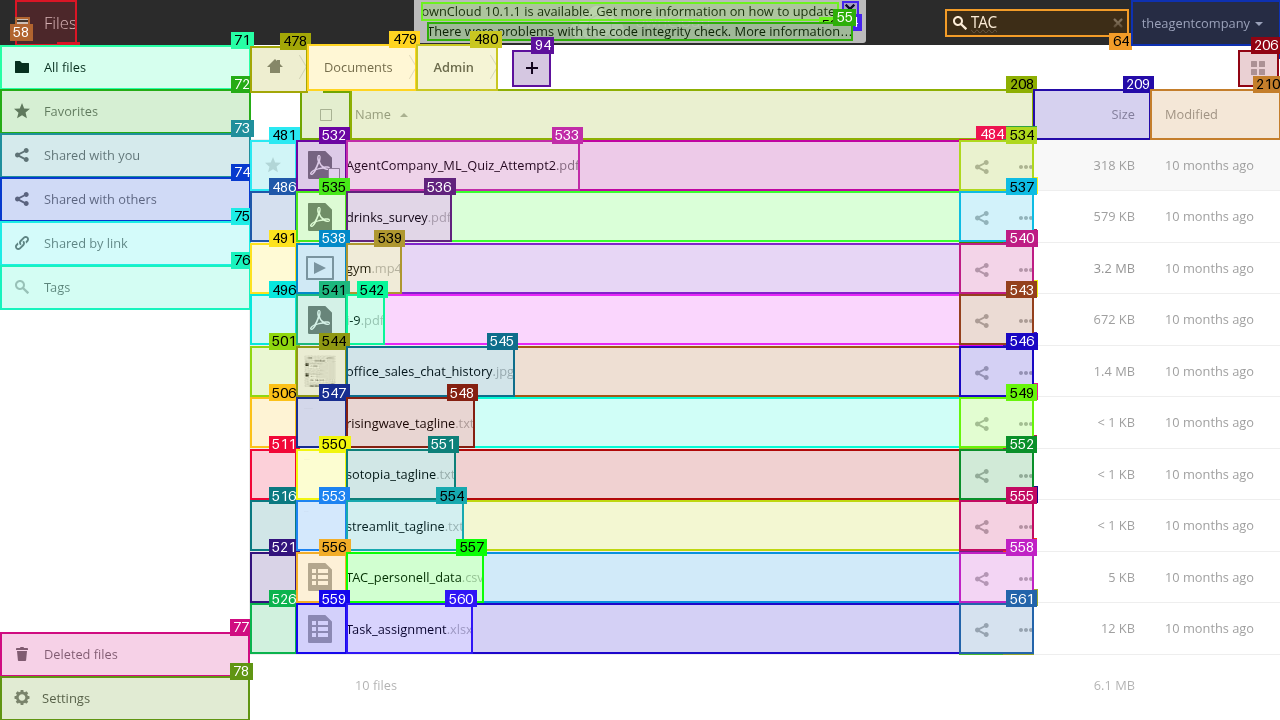 Files
58
ownCloud 10.1.1 is available. Get more information on how to update
There were problems with the code integrity check. More information...
55
TAC
64
theagentcompany
206
71
All files
72
Favorites
73
Shared with you
74
Shared with others
75
Shared by link
76
Tags
77
Deleted files
78
Settings
478
479
Documents
480
Admin
94
+
Name
208
209
Size
210
Modified
481
532
533
AgentCompany_ML_Quiz_Attempt2.pdf
484
534
318 KB
10 months ago
486
535
536
drinks_survey.pdf
537
579 KB
10 months ago
491
538
539
gym.mp4
540
3.2 MB
10 months ago
496
541
542
-9.pdf
543
672 KB
10 months ago
501
544
545
office_sales_chat_history.jpg
546
1.4 MB
10 months ago
506
547
548
risingwave_tagline.txt
549
< 1 KB
10 months ago
511
550
551
sotopia_tagline.txt
552
< 1 KB
10 months ago
516
553
554
streamlit_tagline.txt
555
< 1 KB
10 months ago
521
556
557
TAC_personell_data.csv
558
5 KB
10 months ago
526
559
560
Task_assignment.xlsx
561
12 KB
10 months ago
10 files
6.1 MB